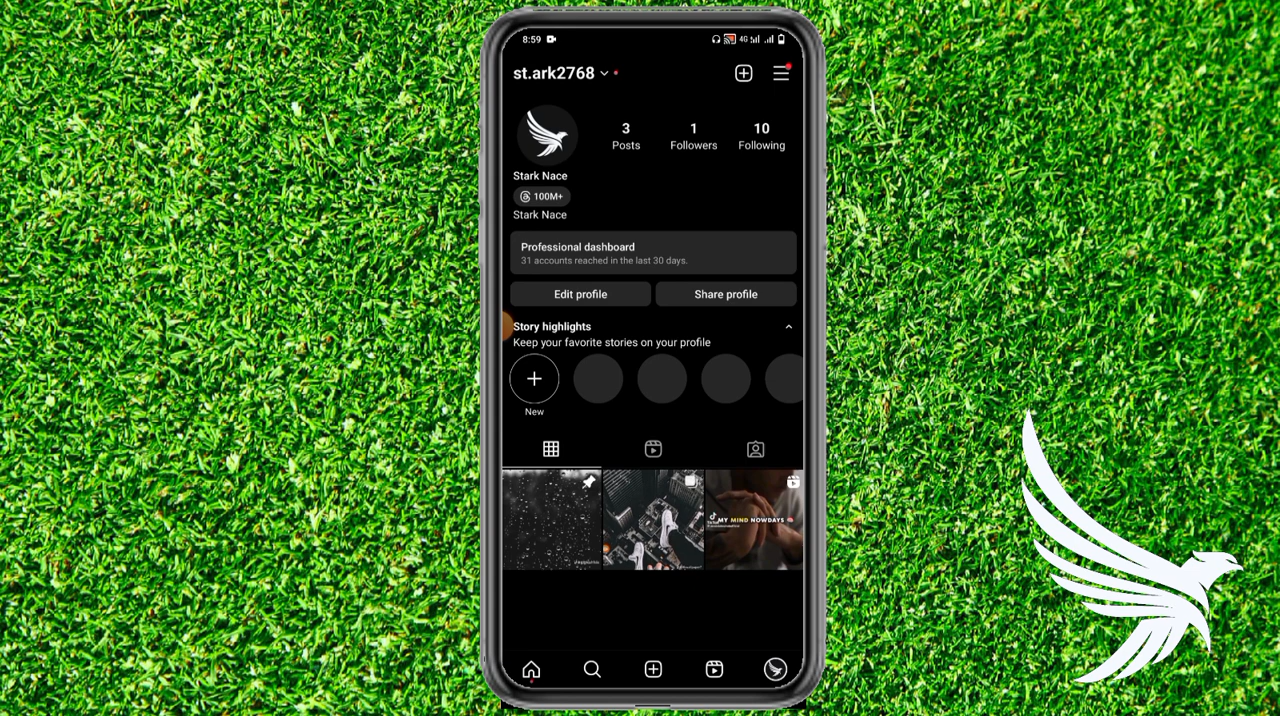 8:59
4G
st.ark2768
3
Posts
1
Followers
10
Following
Stark Nace
100M+
Stark Nace
Professional dashboard
31 accounts reached in the last 30 days.
Edit profile
Share profile
Story highlights
Keep your favorite stories on your profile
New
MY MIND NOWDAYS